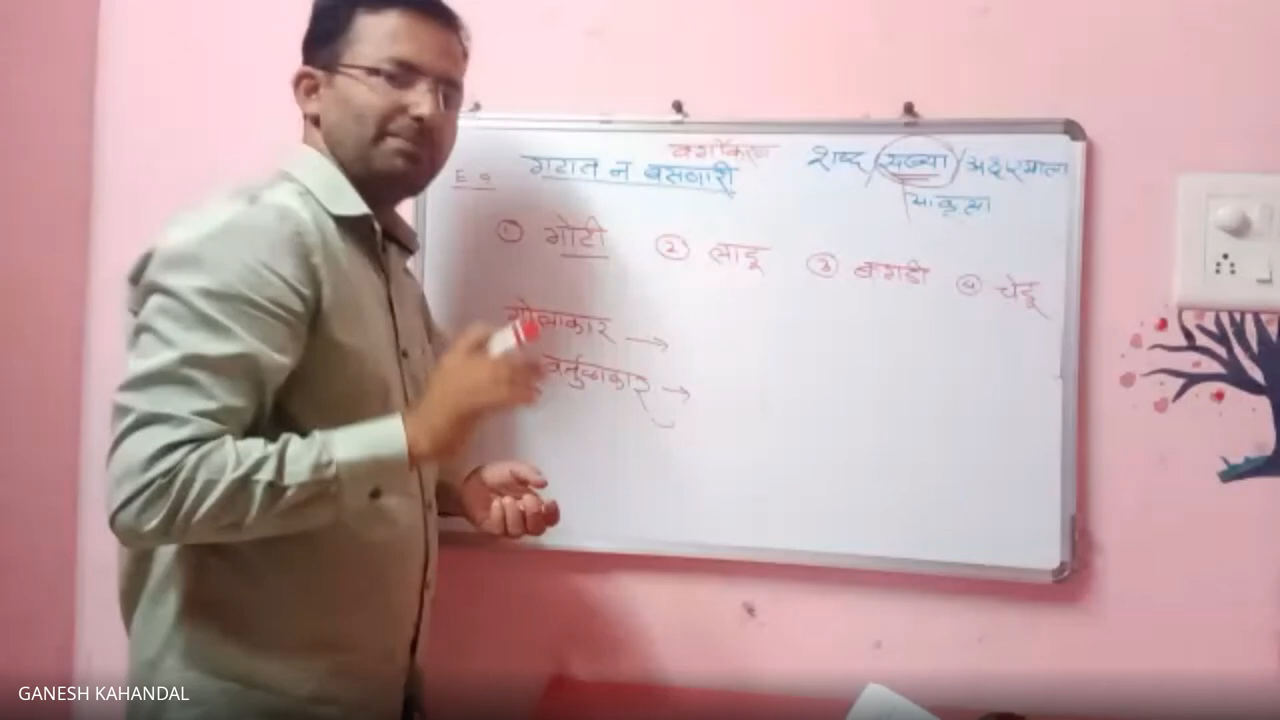 वर्गीकरण
गटात न बसणारी शब्द/संख्या/अक्षरमाला
आकृत्या
① गोटी ② लाडू ③ बांगडी ④ चेंडू
गोलाकार →
वर्तुळाकार →
GANESH KAHANDAL